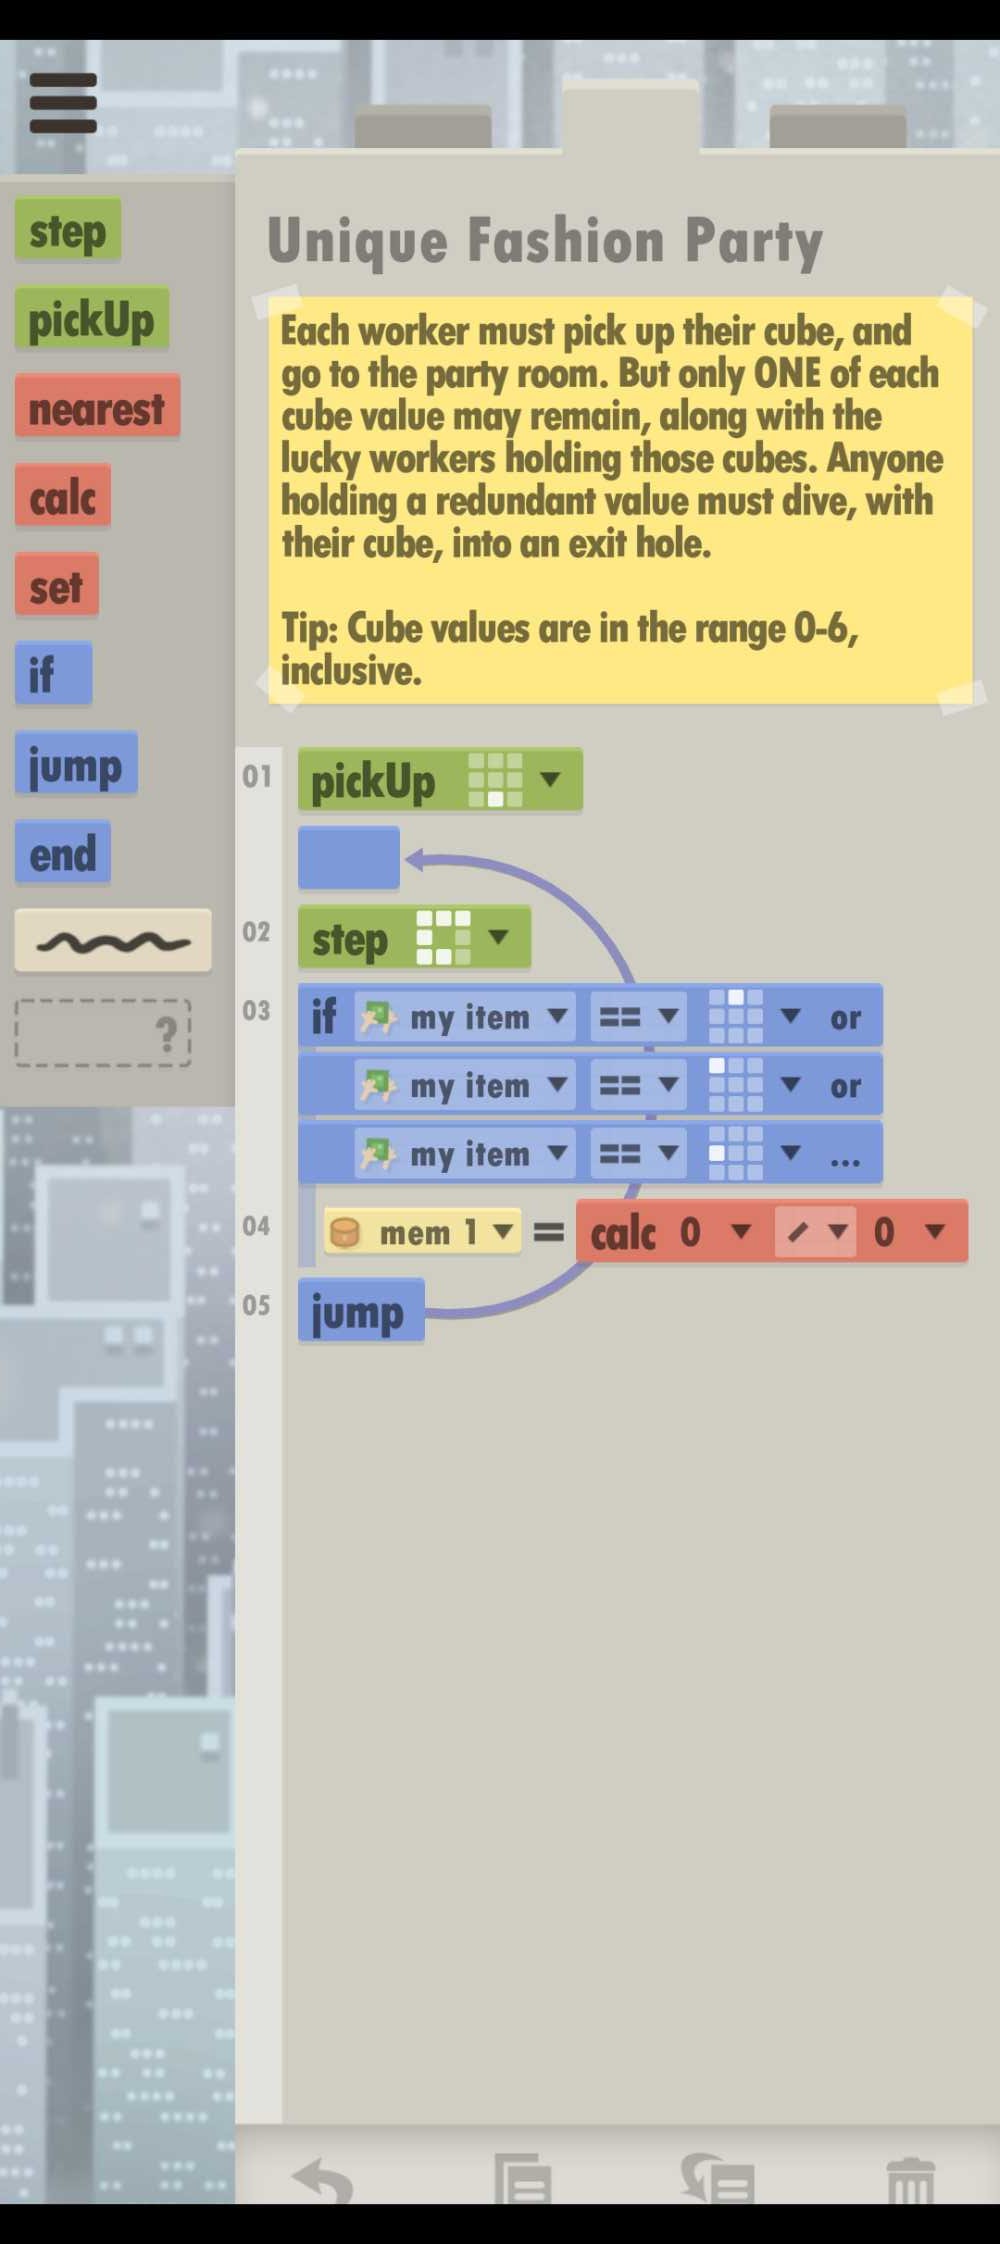 step
pickUp
nearest
calc
set
if
jump
end
?
Unique Fashion Party
Each worker must pick up their cube, and
go to the party room. But only ONE of each
cube value may remain, along with the
lucky workers holding those cubes. Anyone
holding a redundant value must dive, with
their cube, into an exit hole.
Tip: Cube values are in the range 0-6,
inclusive.
01 pickUp
02 step
03 if my item == or
my item == or
my item == ...
04 mem 1 = calc 0 / 0
05 jump